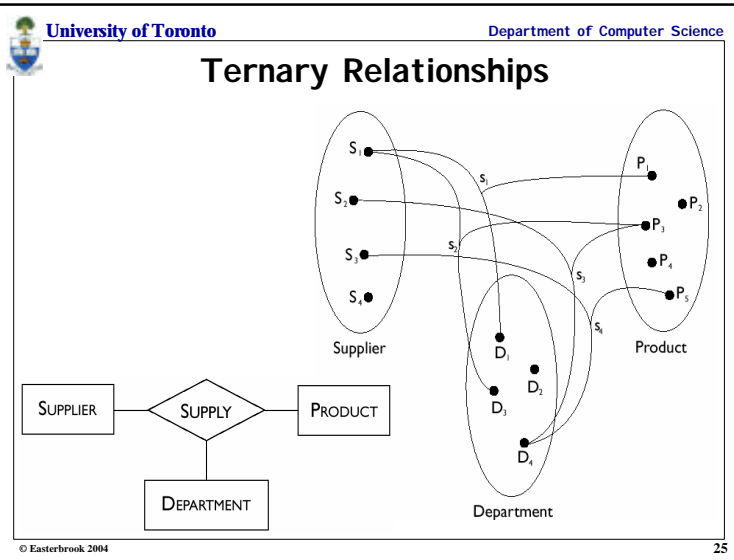 University of Toronto
Department of Computer Science
Ternary Relationships
S₁
S₂
S₃
S₄
Supplier
s₁
s₂
s₃
s₄
P₁
P₂
P₃
P₄
P₅
Product
D₁
D₂
D₃
D₄
Department
SUPPLIER
SUPPLY
PRODUCT
DEPARTMENT
© Easterbrook 2004
25